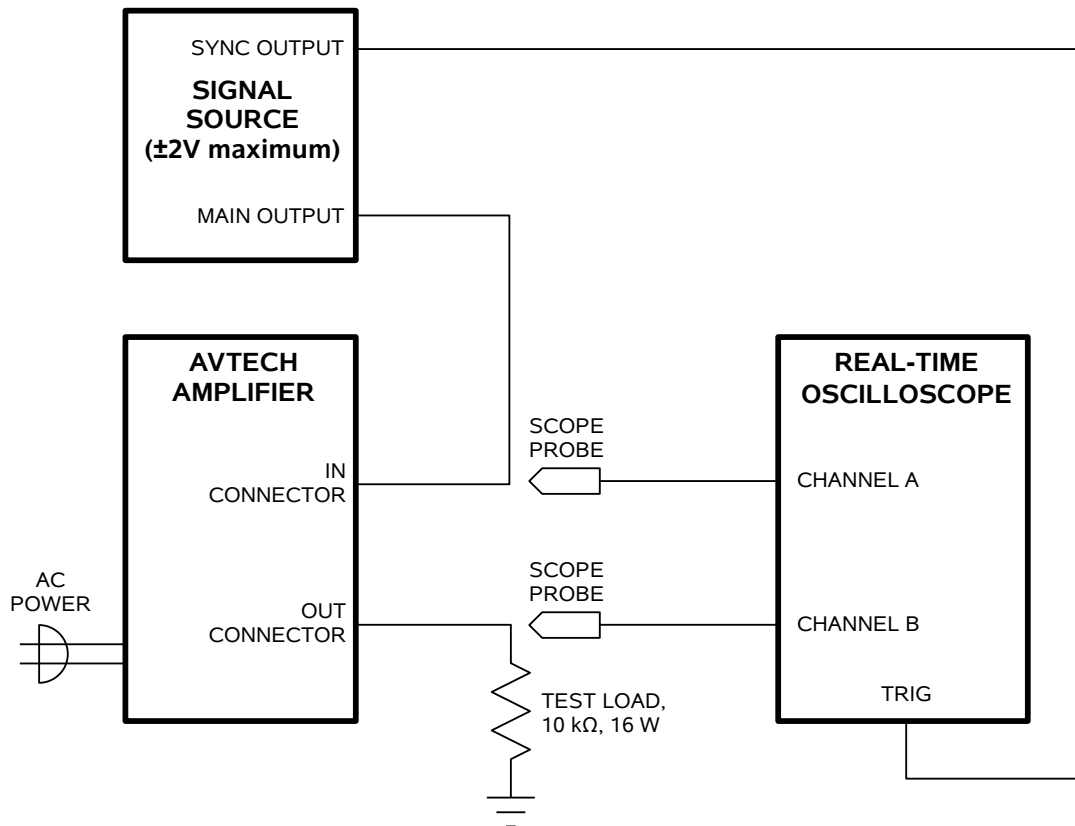 SYNC OUTPUT
SIGNAL
SOURCE
(±2V maximum)
MAIN OUTPUT
AVTECH
AMPLIFIER
IN
CONNECTOR
OUT
CONNECTOR
AC
POWER
SCOPE
PROBE
SCOPE
PROBE
TEST LOAD,
10 kΩ, 16 W
REAL-TIME
OSCILLOSCOPE
CHANNEL A
CHANNEL B
TRIG